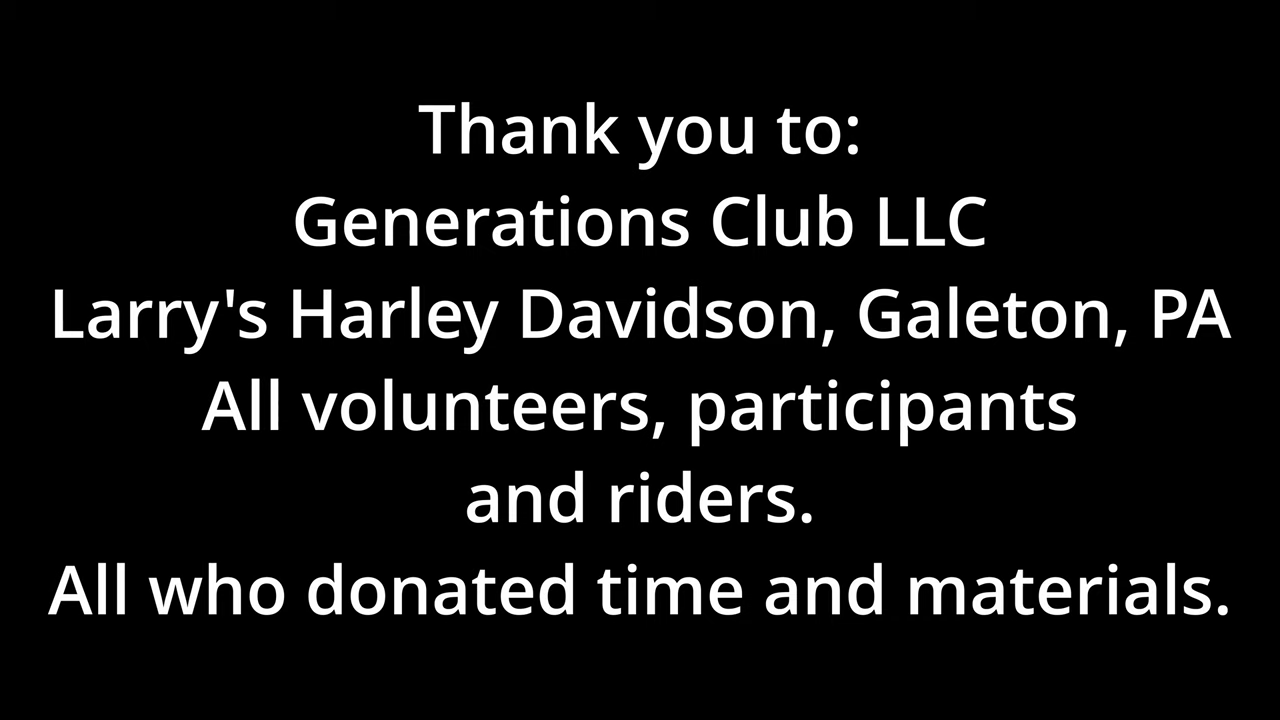 Thank you to:
Generations Club LLC
Larry's Harley Davidson, Galeton, PA
All volunteers, participants
and riders.
All who donated time and materials.